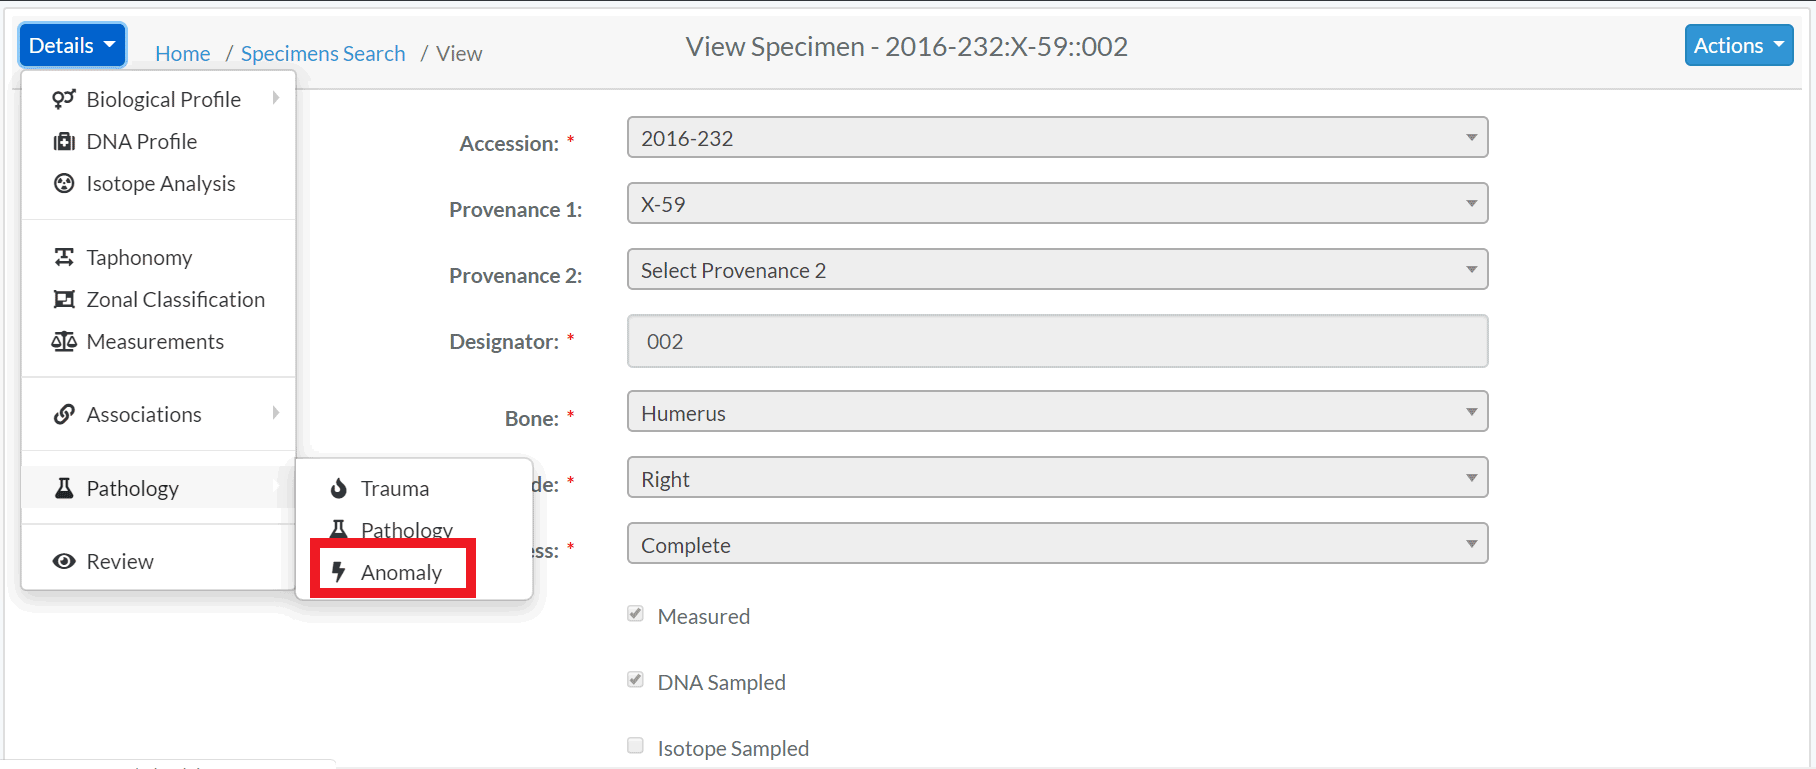 Details
Home / Specimens Search / View
View Specimen - 2016-232:X-59::002
Actions
Biological Profile
DNA Profile
Isotope Analysis
Taphonomy
Zonal Classification
Measurements
Associations
Pathology
Review
Trauma
Pathology
Anomaly
Accession: *
2016-232
Provenance 1:
X-59
Provenance 2:
Select Provenance 2
Designator: *
002
Bone: *
Humerus
de: *
Right
ess: *
Complete
Measured
DNA Sampled
Isotope Sampled